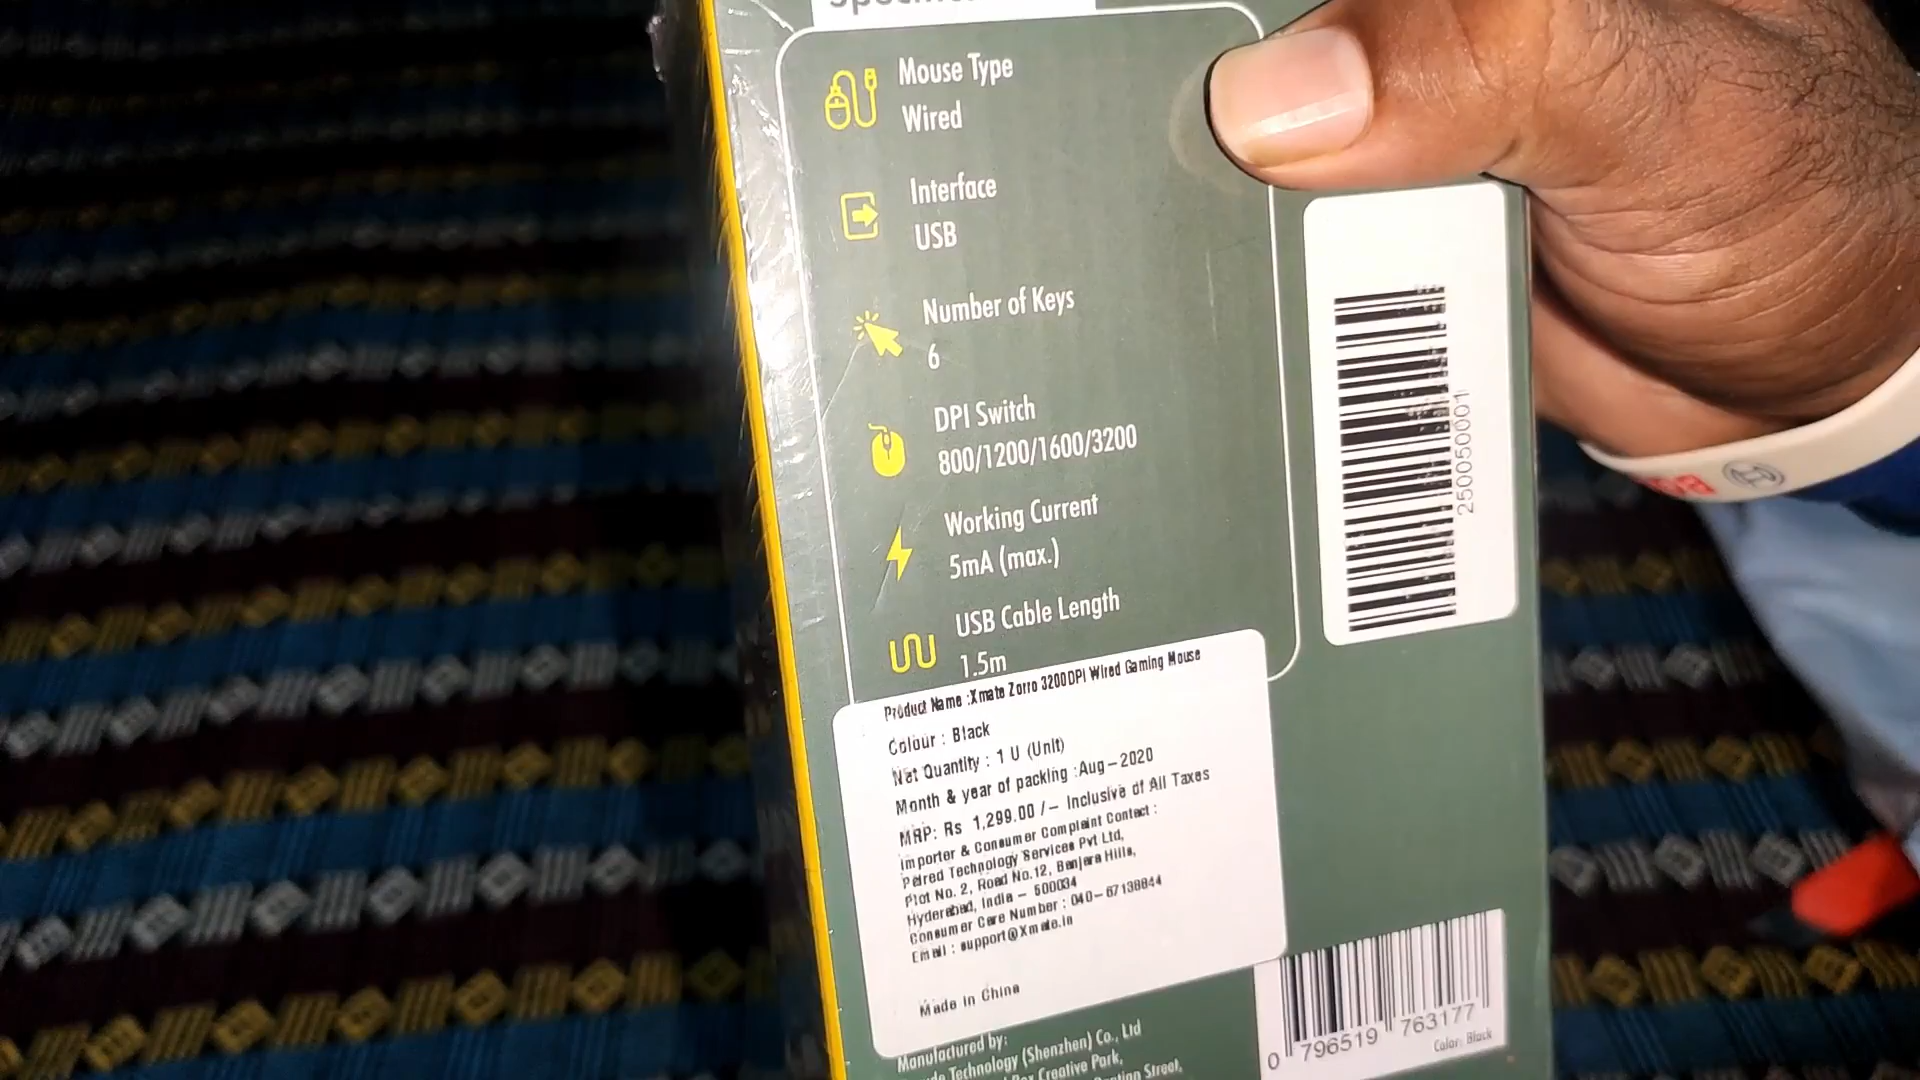 Mouse Type
Wired
Interface
USB
Number of Keys
6
DPI Switch
800/1200/1600/3200
Working Current
5mA (max.)
USB Cable Length
1.5m
Product Name :Xmate Zorro 3200DPI Wired Gaming Mouse
Colour : Black
Net Quantity : 1 U (Unit)
Month & year of packing :Aug-2020
MRP: Rs 1,299.00 /- Inclusive of All Taxes
Importer & Consumer Complaint Contact :
Paired Technology Services Pvt Ltd,
Plot No. 2, Road No.12, Banjara Hills,
Hyderabad, India - 500034
Consumer Care Number : 040-67138844
Email : support@Xmate.in
Made in China
Manufactured by:
Technology (Shenzhen) Co., Ltd
Creative Park,
Street,
250050001
0 796519 763177
Color: Black